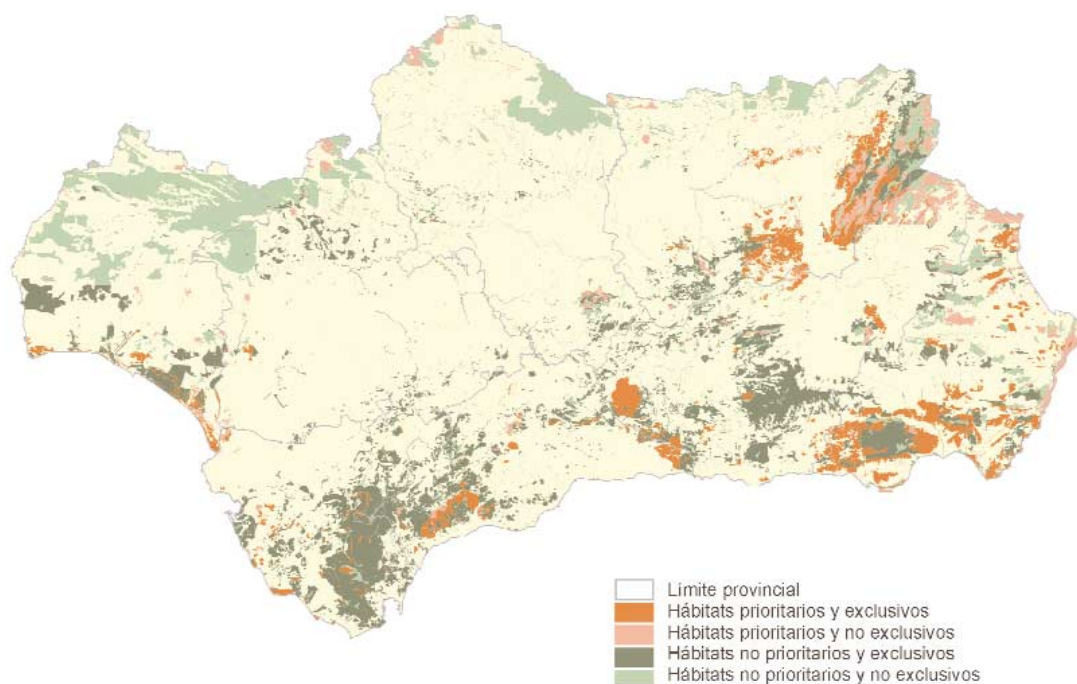 Límite provincial
Hábitats prioritarios y exclusivos
Hábitats prioritarios y no exclusivos
Hábitats no prioritarios y exclusivos
Hábitats no prioritarios y no exclusivos